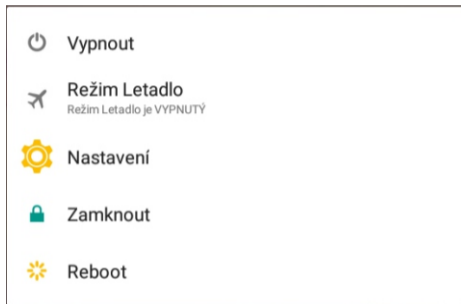 Vypnout
Režim Letadlo
Režim Letadlo je VYPNUTÝ
Nastavení
Zamknout
Reboot